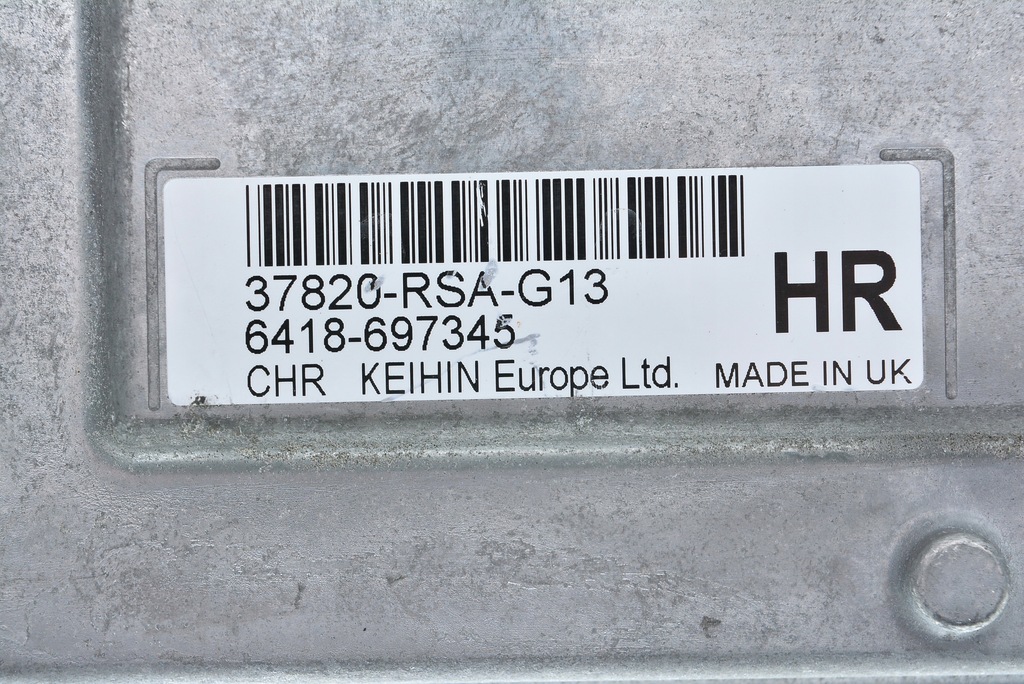 37820-RSA-G13
HR
6418-697345
CHR KEIHIN Europe Ltd. MADE IN UK